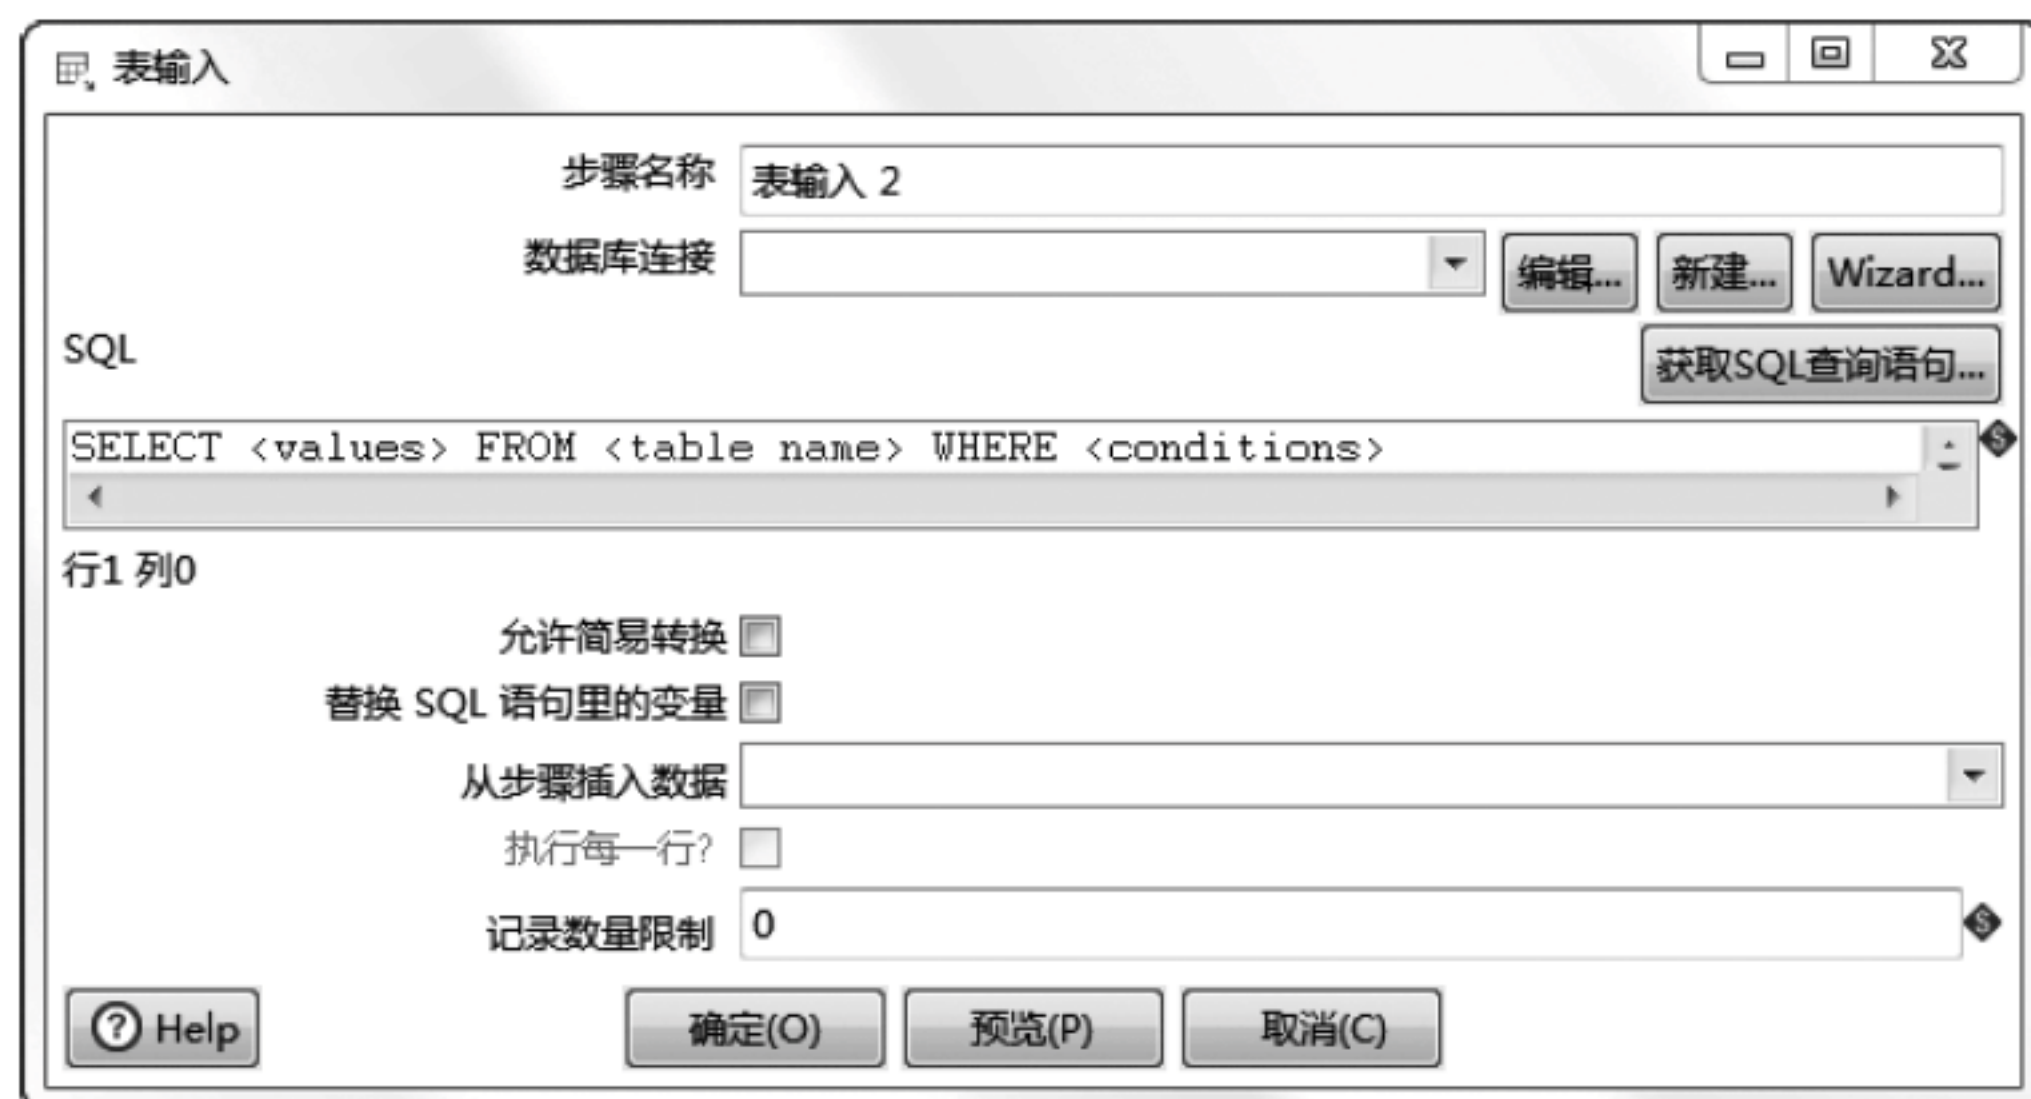 表输入
步骤名称 表输入 2
数据库连接 编辑... 新建... Wizard...
SQL 获取SQL查询语句...
SELECT <values> FROM <table name> WHERE <conditions>
行1 列0
允许简易转换
替换 SQL 语句里的变量
从步骤插入数据
执行每一行?
记录数量限制 0
Help 确定(O) 预览(P) 取消(C)